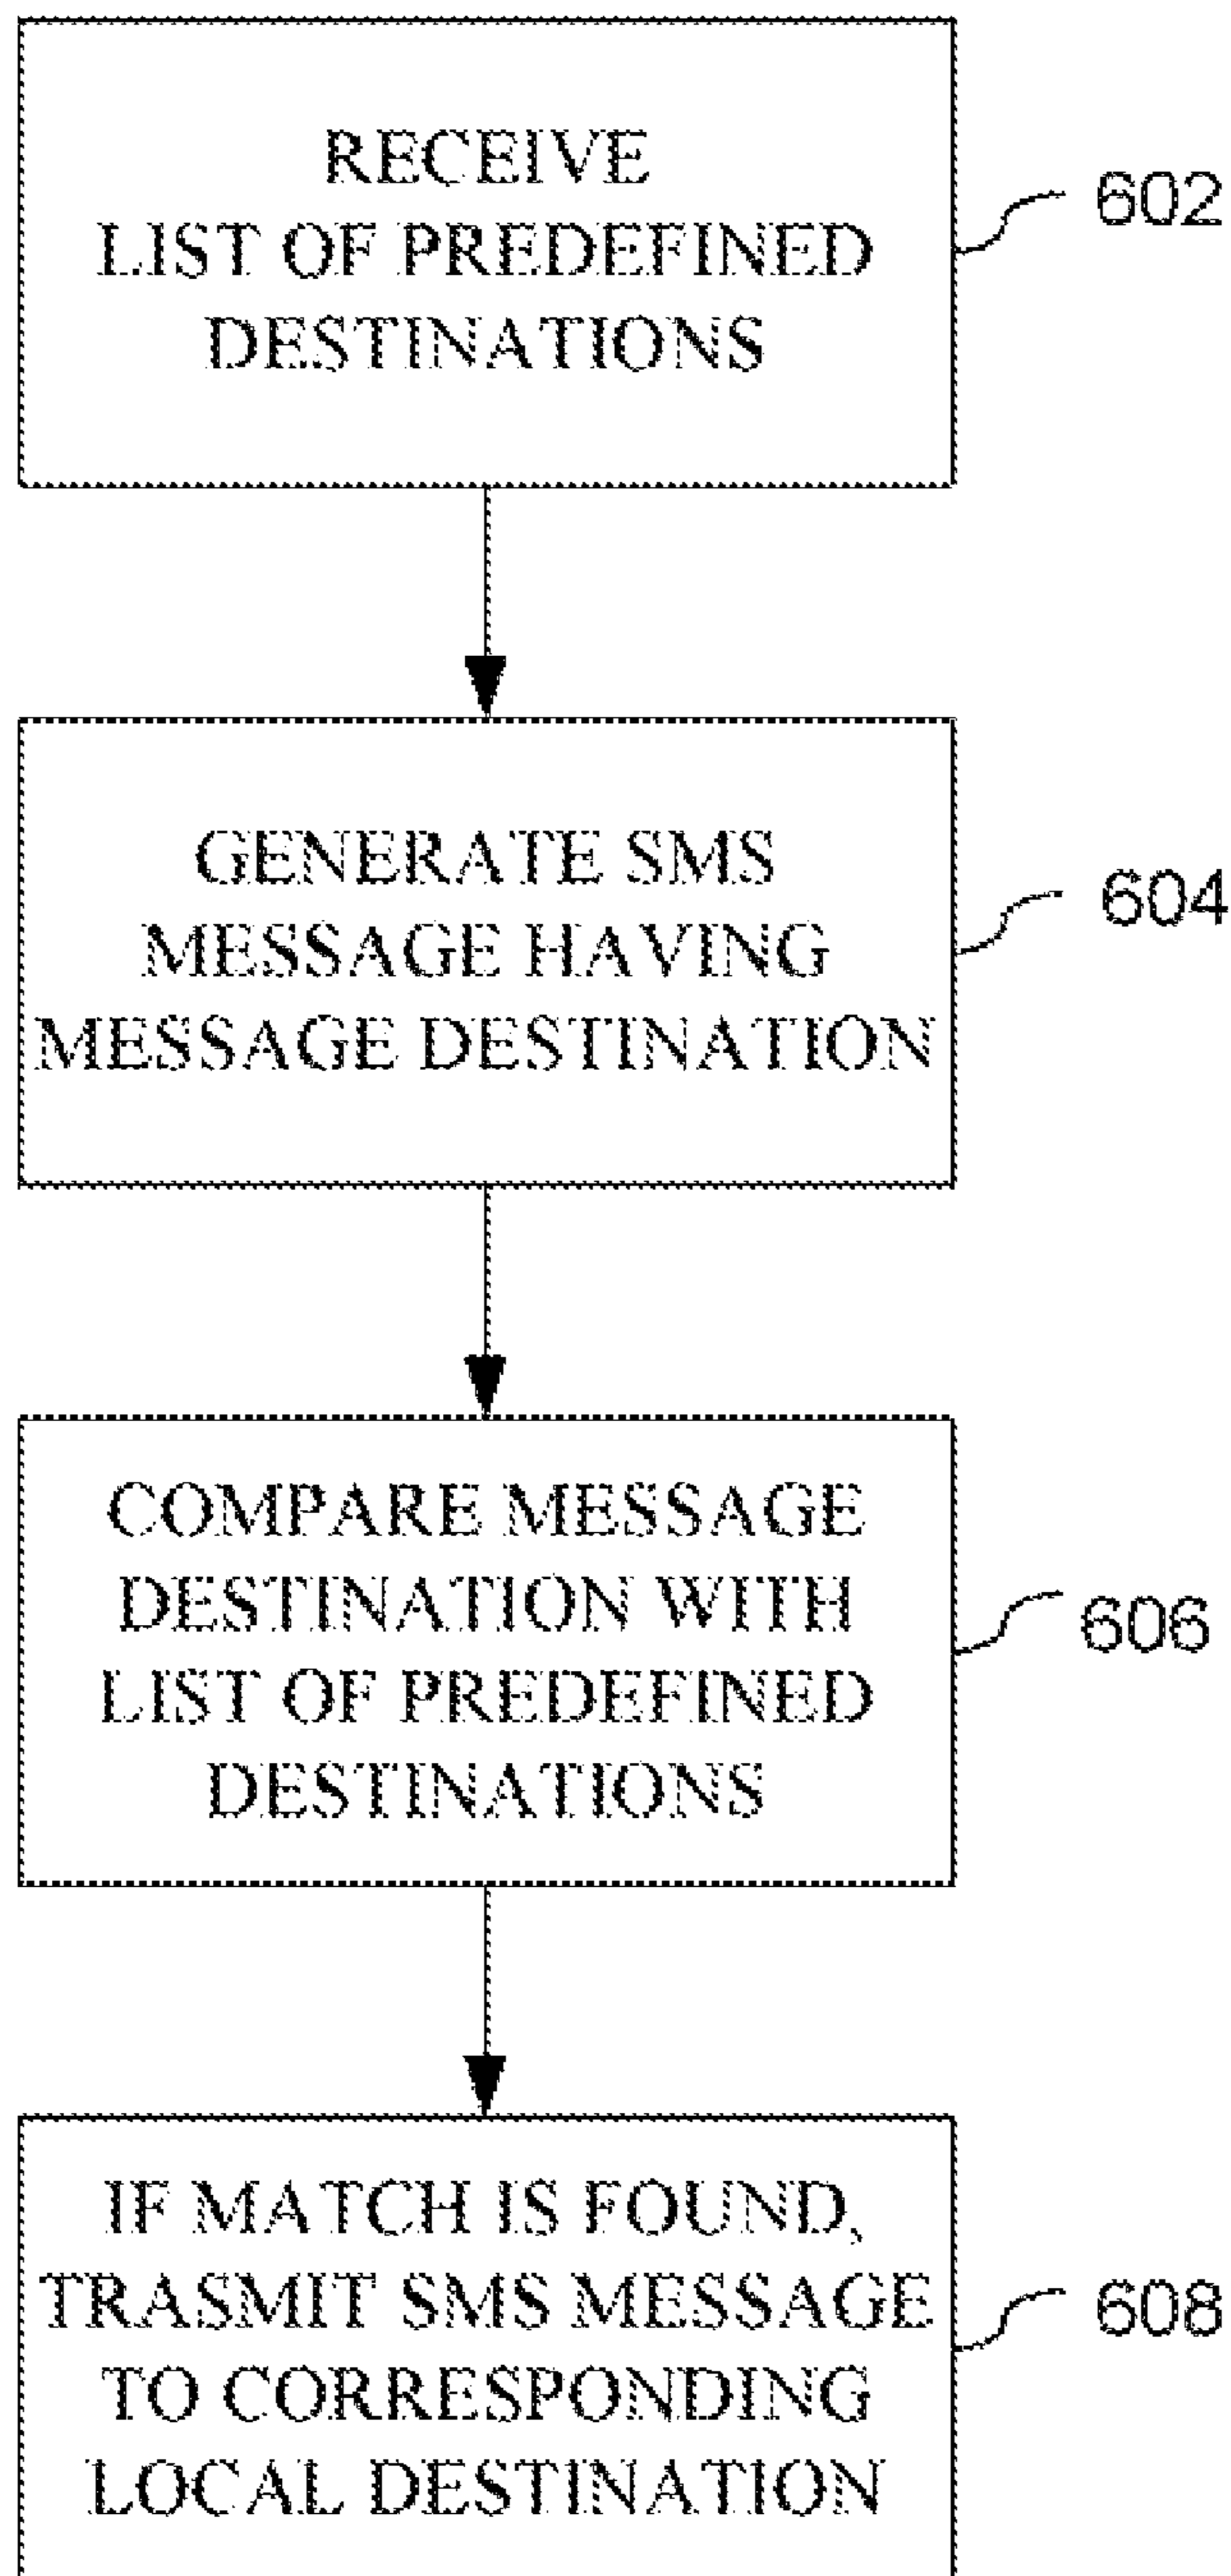 RECEIVE
LIST OF PREDEFINED
DESTINATIONS
602
GENERATE SMS
MESSAGE HAVING
MESSAGE DESTINATION
604
COMPARE MESSAGE
DESTINATION WITH
LIST OF PREDEFINED
DESTINATIONS
606
IF MATCH IS FOUND,
TRASMIT SMS MESSAGE
TO CORRESPONDING
LOCAL DESTINATION
608